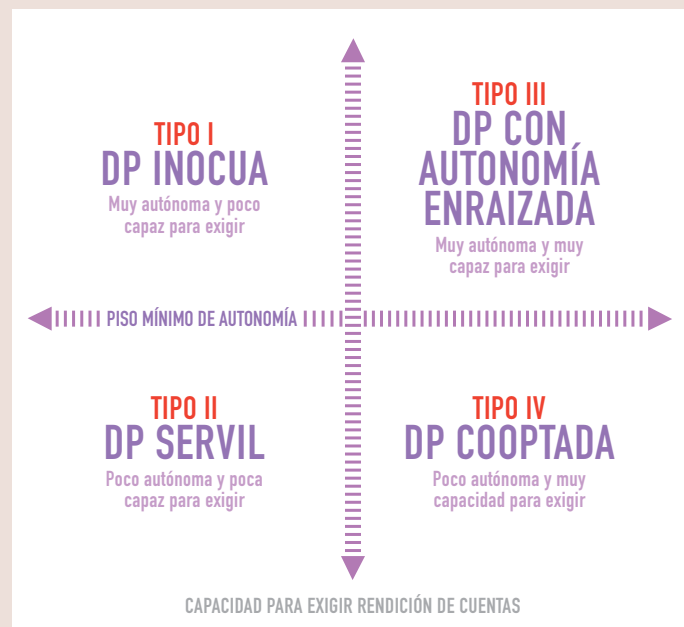 TIPO I
DP INOCUA
Muy autónoma y poco
capaz para exigir
TIPO III
DP CON
AUTONOMÍA
ENRAIZADA
Muy autónoma y muy
capaz para exigir
PISO MÍNIMO DE AUTONOMÍA
TIPO II
DP SERVIL
Poco autónoma y poca
capaz para exigir
TIPO IV
DP COOPTADA
Poco autónoma y muy
capacidad para exigir
CAPACIDAD PARA EXIGIR RENDICIÓN DE CUENTAS